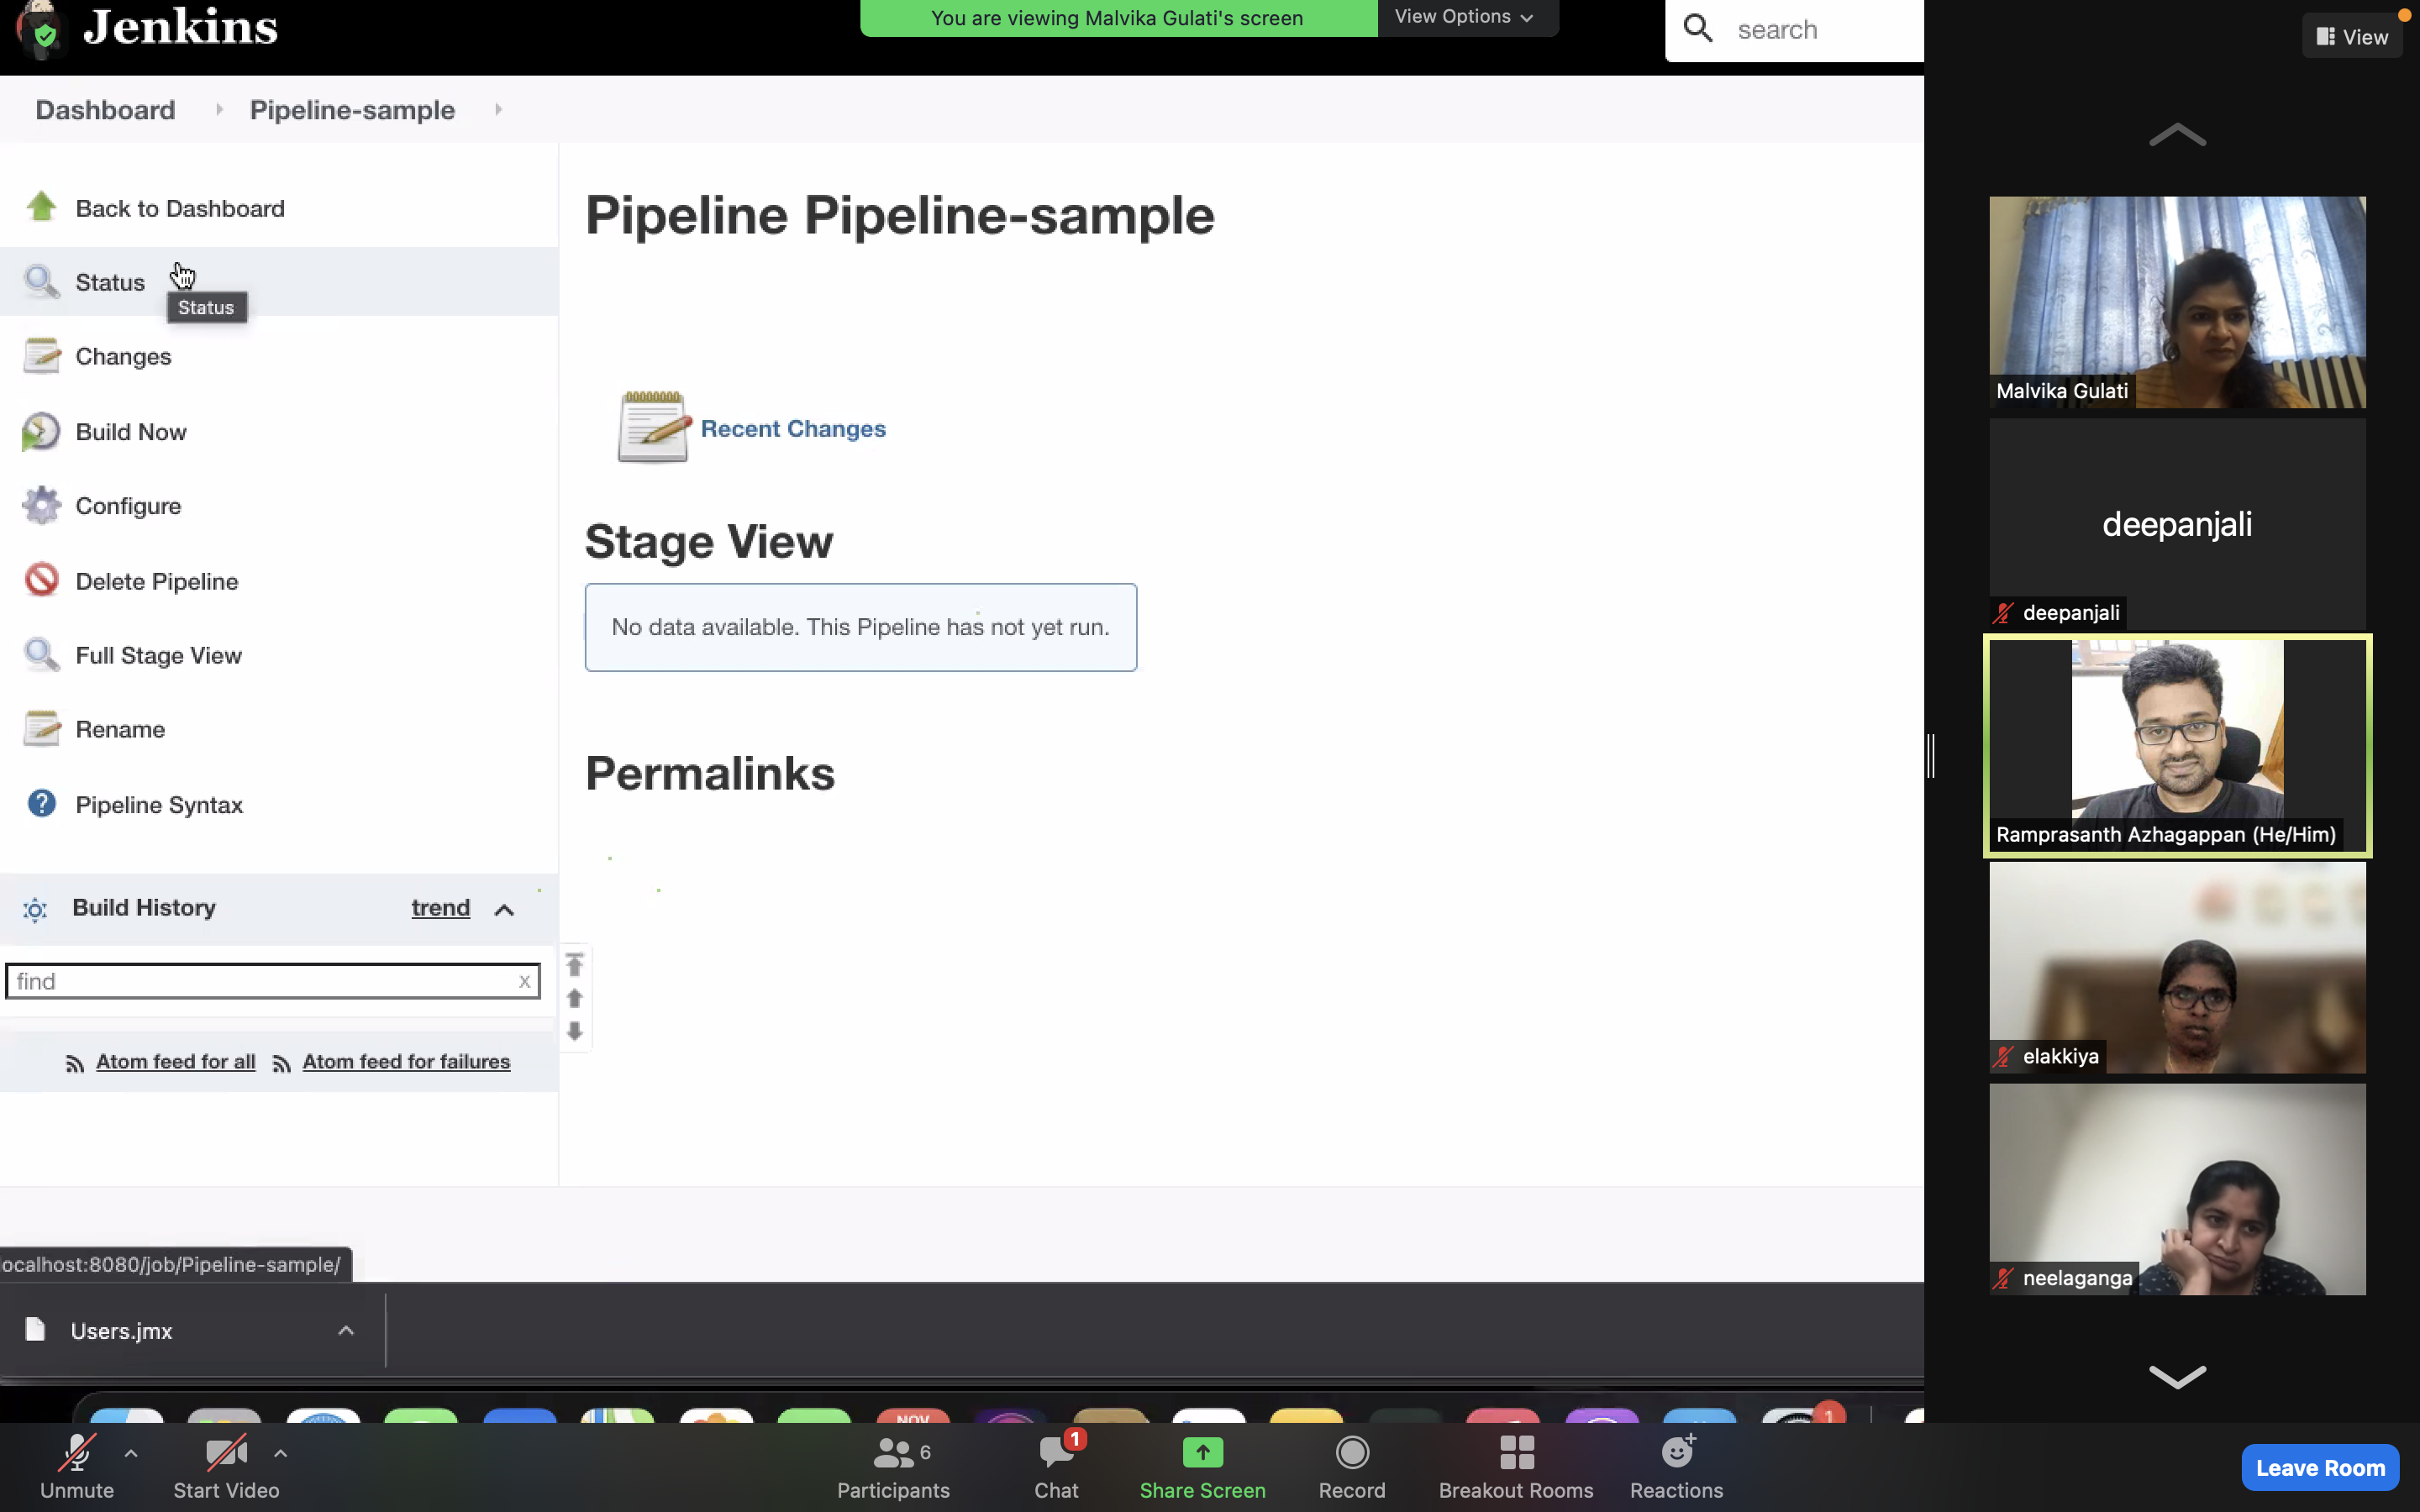 Jenkins
You are viewing Malvika Gulati's screen
View Options
search
View
Dashboard
Pipeline-sample
Back to Dashboard
Status
Status
Changes
Build Now
Configure
Delete Pipeline
Full Stage View
Rename
Pipeline Syntax
Build History
trend
find
x
Atom feed for all
Atom feed for failures
Pipeline Pipeline-sample
Recent Changes
Stage View
No data available. This Pipeline has not yet run.
Permalinks
ocalhost:8080/job/Pipeline-sample/
Users.jmx
Malvika Gulati
deepanjali
deepanjali
Ramprasanth Azhagappan (He/Him)
elakkiya
neelaganga
NOV
1
Unmute
Start Video
6
Participants
1
Chat
Share Screen
Record
Breakout Rooms
Reactions
Leave Room